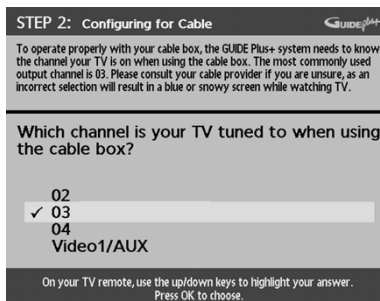 STEP 2: Configuring for Cable
GUIDE Plus+
To operate properly with your cable box, the GUIDE Plus+ system needs to know
the channel your TV is on when using the cable box. The most commonly used
output channel is 03. Please consult your cable provider if you are unsure, as an
incorrect selection will result in a blue or snowy screen while watching TV.
Which channel is your TV tuned to when using
the cable box?
02
✓ 03
04
Video1/AUX
On your TV remote, use the up/down keys to highlight your answer.
Press OK to choose.